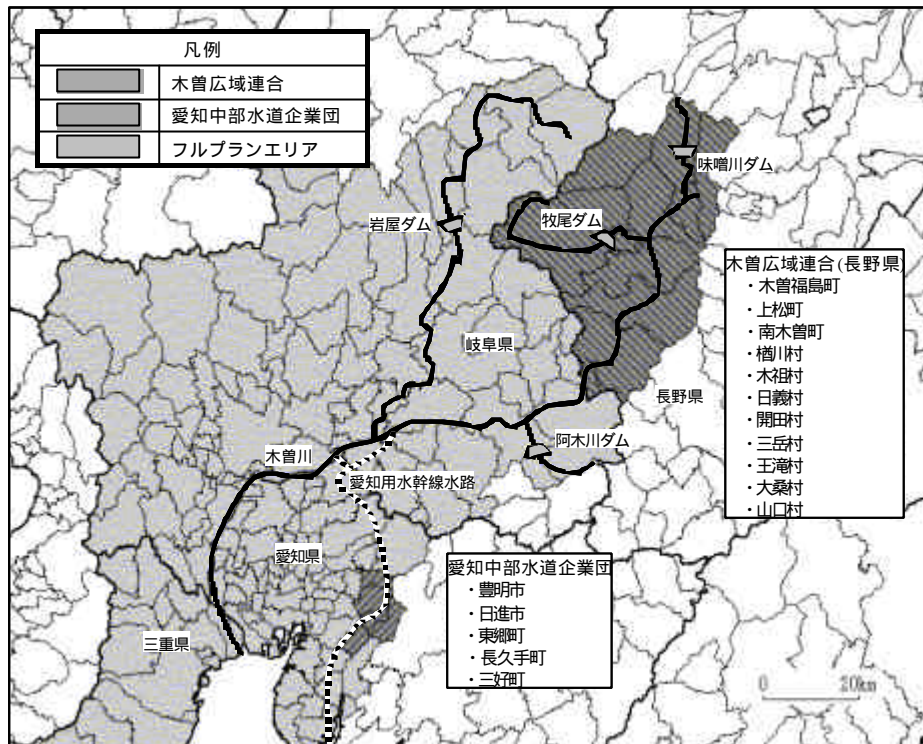 凡例
木曽広域連合
愛知中部水道企業団
フルプランエリア
味噌川ダム
岩屋ダム
牧尾ダム
木曽広域連合(長野県)
・木曽福島町
・上松町
・南木曽町
・楢川村
・木祖村
・日義村
・開田村
・三岳村
・王滝村
・大桑村
・山口村
岐阜県
長野県
阿木川ダム
木曽川
愛知用水幹線水路
愛知県
愛知中部水道企業団
・豊明市
・日進市
・東郷町
・長久手町
・三好町
三重県
0 20km